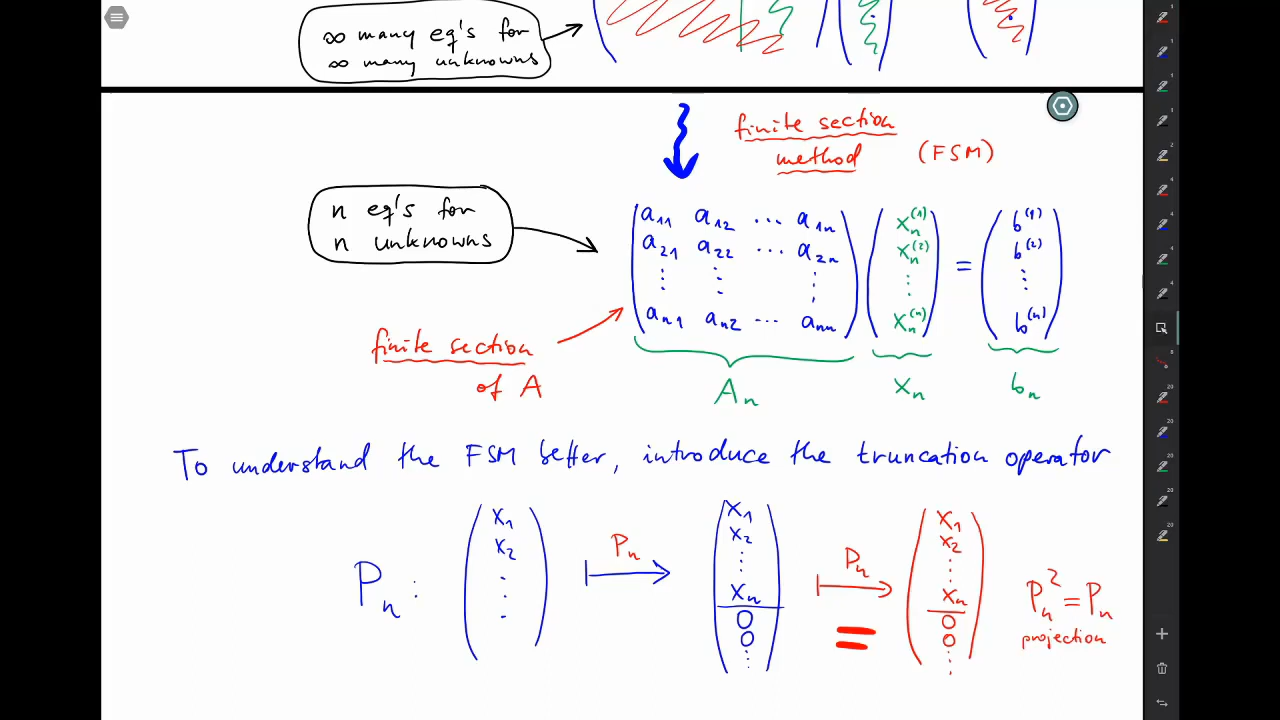 ∞ many eq's for
∞ many unknowns
finite section
method (FSM)
n eq's for
n unknowns
a₁₁ a₁₂ ⋯ a₁ₙ
a₂₁ a₂₂ ⋯ a₂ₙ
⋮ ⋮ ⋮
aₙ₁ aₙ₂ ⋯ aₙₙ
xₙ⁽¹⁾
xₙ⁽²⁾
⋮
xₙ⁽ⁿ⁾
=
b⁽¹⁾
b⁽²⁾
⋮
b⁽ⁿ⁾
finite section
of A
Aₙ xₙ bₙ
To understand the FSM better, introduce the truncation operator
Pₙ :
x₁
x₂
⋮
Pₙ
x₁
x₂
⋮
xₙ
0
0
⋮
Pₙ
=
x₁
x₂
⋮
xₙ
0
0
⋮
Pₙ² = Pₙ
projection